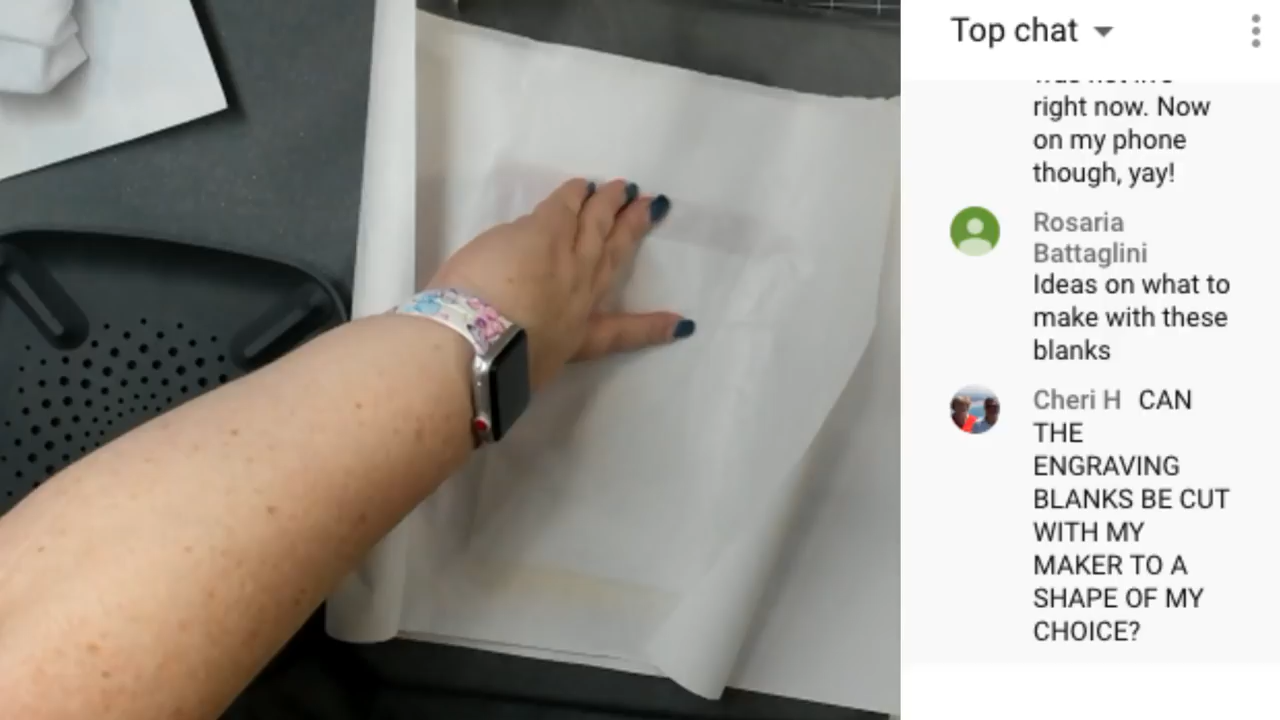 Top chat
right now. Now
on my phone
though, yay!
Rosaria
Battaglini
Ideas on what to
make with these
blanks
Cheri H CAN
THE
ENGRAVING
BLANKS BE CUT
WITH MY
MAKER TO A
SHAPE OF MY
CHOICE?